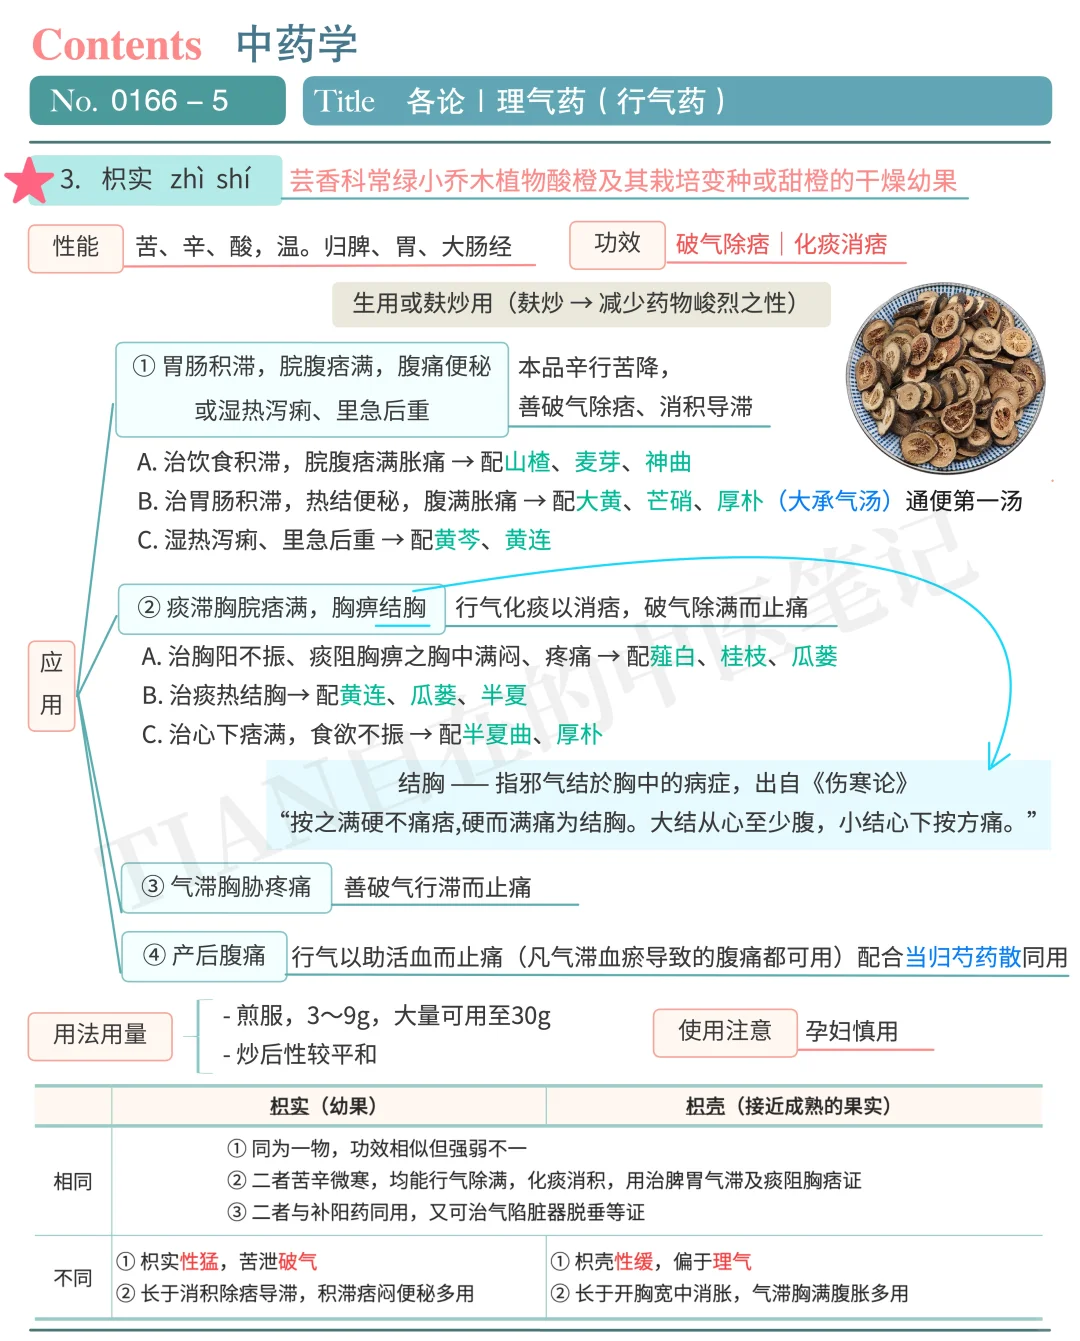 Contents 中药学
No. 0166 – 5
Title 各论｜理气药（行气药）
3. 枳实 zhì shí
芸香科常绿小乔木植物酸橙及其栽培变种或甜橙的干燥幼果
性能 苦、辛、酸，温。归脾、胃、大肠经
功效 破气除痞｜化痰消痞
生用或麸炒用（麸炒 → 减少药物峻烈之性）
应用
① 胃肠积滞，脘腹痞满，腹痛便秘
或湿热泻痢、里急后重
本品辛行苦降，
善破气除痞、消积导滞
A. 治饮食积滞，脘腹痞满胀痛 → 配山楂、麦芽、神曲
B. 治胃肠积滞，热结便秘，腹满胀痛 → 配大黄、芒硝、厚朴（大承气汤）通便第一汤
C. 湿热泻痢、里急后重 → 配黄芩、黄连
② 痰滞胸脘痞满，胸痹结胸 行气化痰以消痞，破气除满而止痛
A. 治胸阳不振、痰阻胸痹之胸中满闷、疼痛 → 配薤白、桂枝、瓜蒌
B. 治痰热结胸→ 配黄连、瓜蒌、半夏
C. 治心下痞满，食欲不振 → 配半夏曲、厚朴
结胸 —— 指邪气结於胸中的病症，出自《伤寒论》
“按之满硬不痛痞,硬而满痛为结胸。大结从心至少腹，小结心下按方痛。”
③ 气滞胸胁疼痛 善破气行滞而止痛
④ 产后腹痛 行气以助活血而止痛（凡气滞血瘀导致的腹痛都可用）配合当归芍药散同用
用法用量
- 煎服，3～9g，大量可用至30g
- 炒后性较平和
使用注意 孕妇慎用
枳实（幼果） 枳壳（接近成熟的果实）
相同
① 同为一物，功效相似但强弱不一
② 二者苦辛微寒，均能行气除满，化痰消积，用治脾胃气滞及痰阻胸痞证
③ 二者与补阳药同用，又可治气陷脏器脱垂等证
不同
① 枳实性猛，苦泄破气
② 长于消积除痞导滞，积滞痞闷便秘多用
① 枳壳性缓，偏于理气
② 长于开胸宽中消胀，气滞胸满腹胀多用
TIAN自在的中医笔记